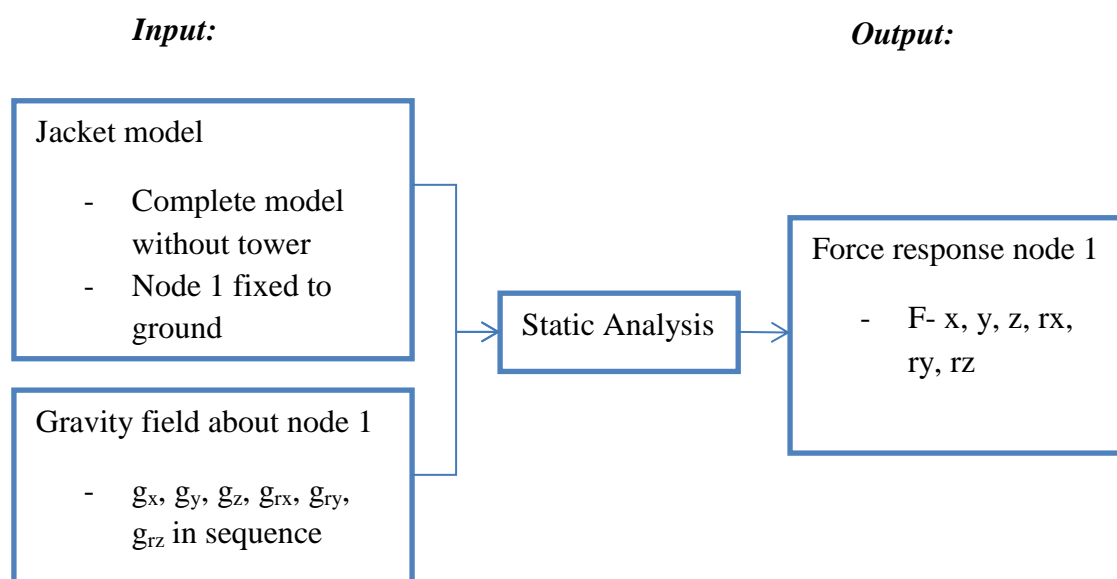 Input:
Output:
Jacket model
- Complete model
without tower
- Node 1 fixed to
ground
Gravity field about node 1
- gx, gy, gz, grx, gry,
grz in sequence
Static Analysis
Force response node 1
- F- x, y, z, rx,
ry, rz